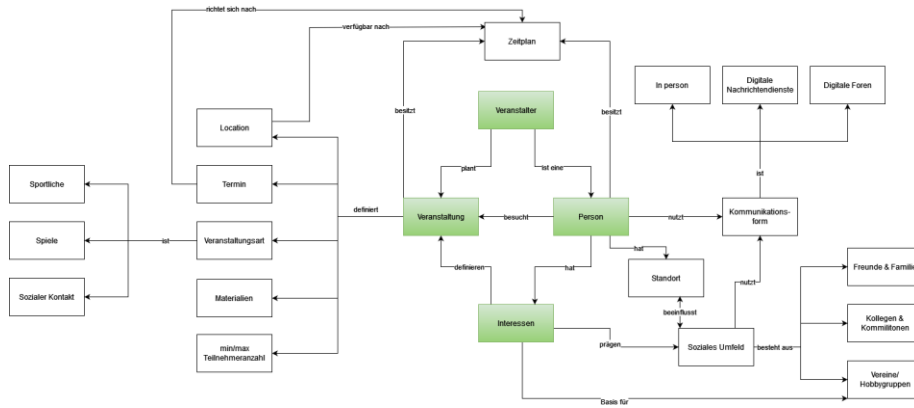 richtet sich nach
verfügbar nach
Zeitplan
In person
Digitale
Nachrichtendienste
Digitale Foren
besitzt
besitzt
Veranstalter
Location
plant
ist eine
ist
Sportliche
Termin
definiert
Veranstaltung
besucht
Person
nutzt
Kommunikations-
form
Spiele
ist
Veranstaltungsart
hat
definieren
hat
Standort
nutzt
Freunde & Familie
Sozialer Kontakt
Materialien
beeinflusst
Interessen
prägen
Soziales Umfeld
besteht aus
Kollegen &
Kommilitonen
min/max
Teilnehmeranzahl
Vereine/
Hobbygruppen
Basis für